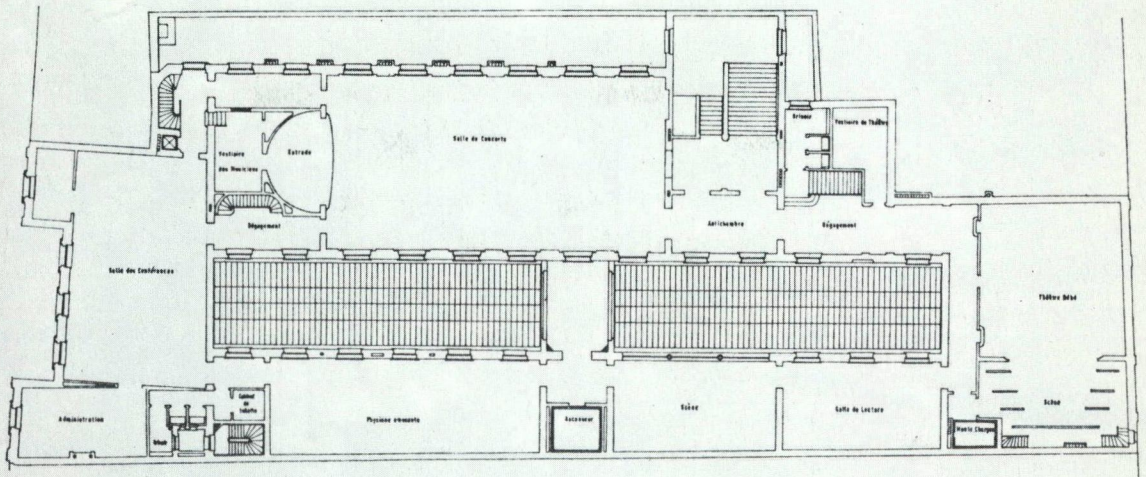 Salle de Concerts
Urinoir
Vestiaire de Théâtre
Vestiaire
des Musiciens
Estrade
Dégagement
Antichambre
Dégagement
Salle des Conférences
Théâtre Bébé
Cabinet
de
toilette
Administration
Physique amusante
Ascenseur
Scène
Salle de Lecture
Monte Charges
Scène